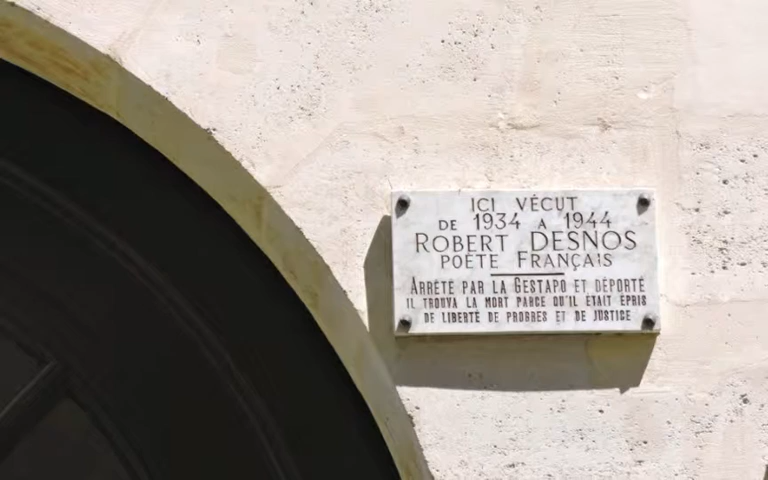 ICI VÉCUT
DE 1934 A 1944
ROBERT DESNOS
POÈTE FRANÇAIS
ARRÊTÉ PAR LA GESTAPO ET DÉPORTÉ
IL TROUVA LA MORT PARCE QU'IL ÉTAIT ÉPRIS
DE LIBERTÉ DE PROGRÈS ET DE JUSTICE